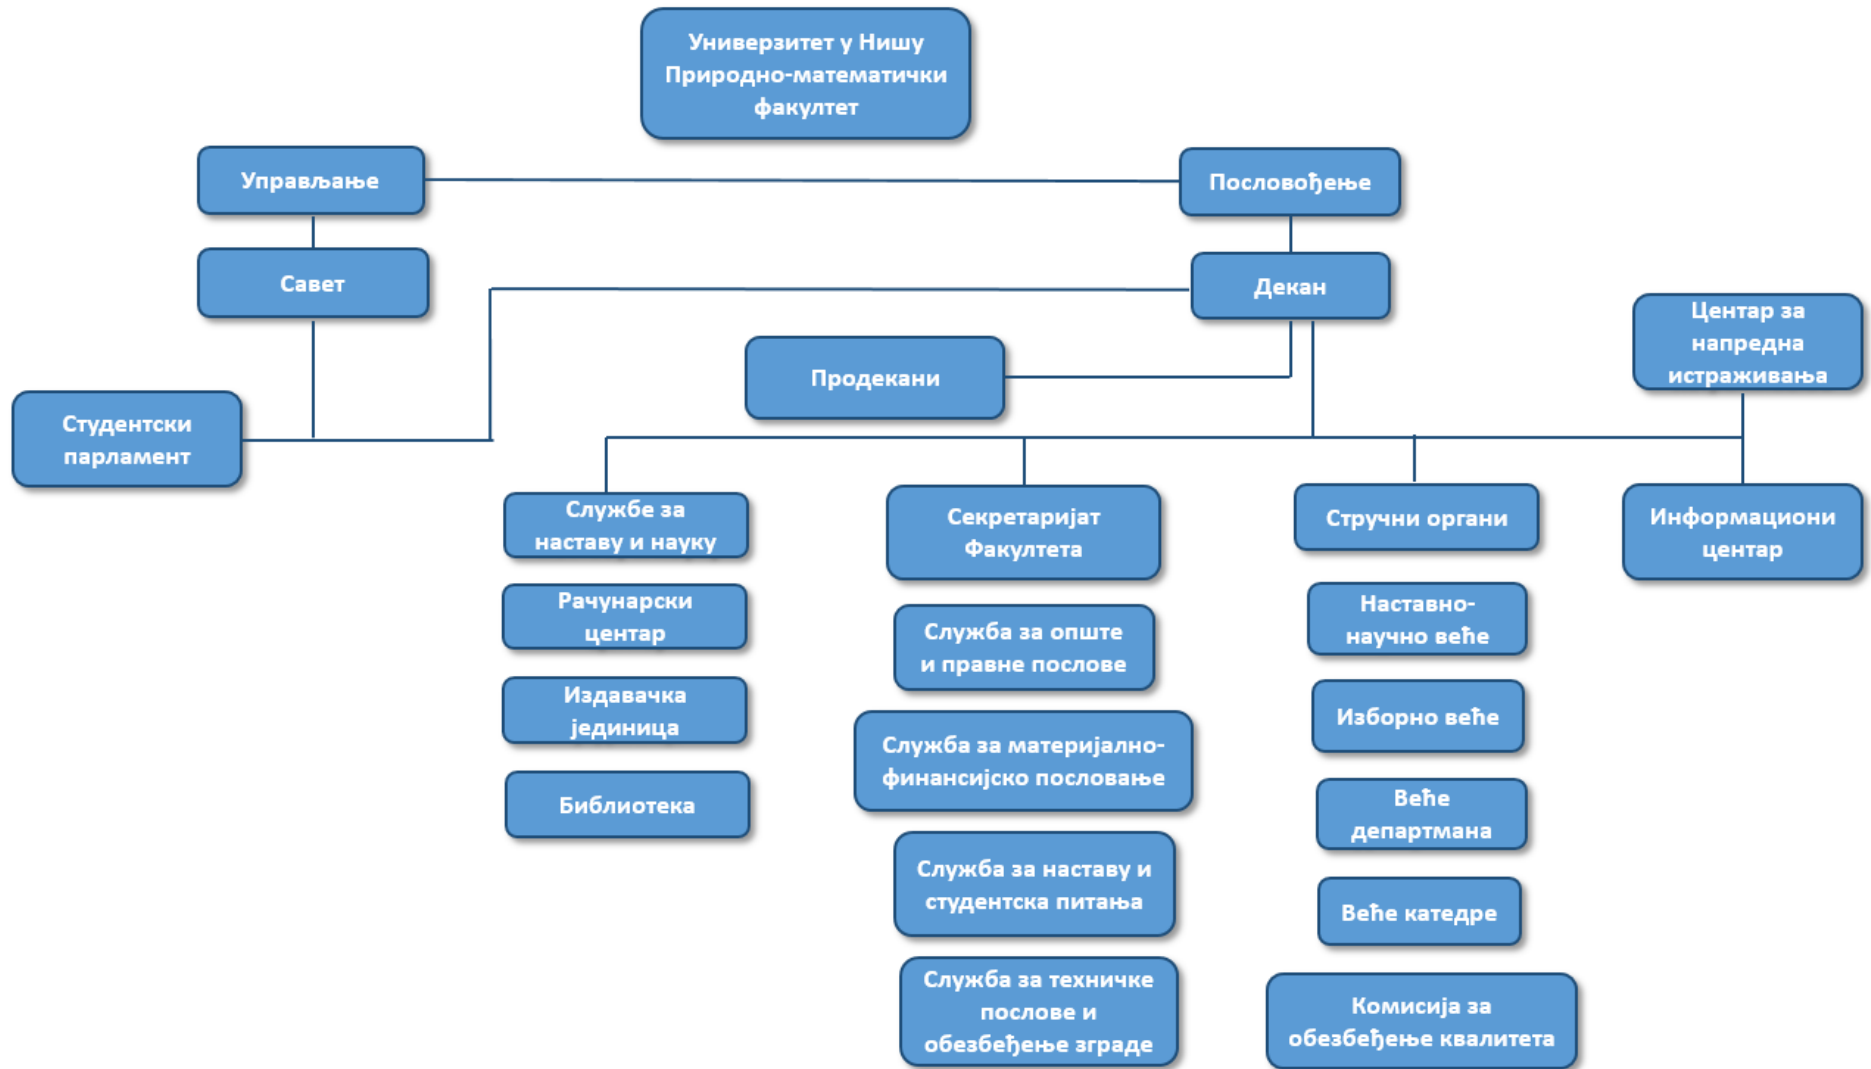 Универзитет у Нишу
Природно-математички
факултет
Управљање
Пословођење
Савет
Декан
Центар за
напредна
истраживања
Продекани
Студентски
парламент
Службе за
наставу и науку
Рачунарски
центар
Издавачка
јединица
Библиотека
Секретаријат
Факултета
Служба за опште
и правне послове
Служба за материјално-
финансијско пословање
Служба за наставу и
студентска питања
Служба за техничке
послове и
обезбеђење зграде
Стручни органи
Наставно-
научно веће
Изборно веће
Веће
департмана
Веће катедре
Комисија за
обезбеђење квалитета
Информациони
центар